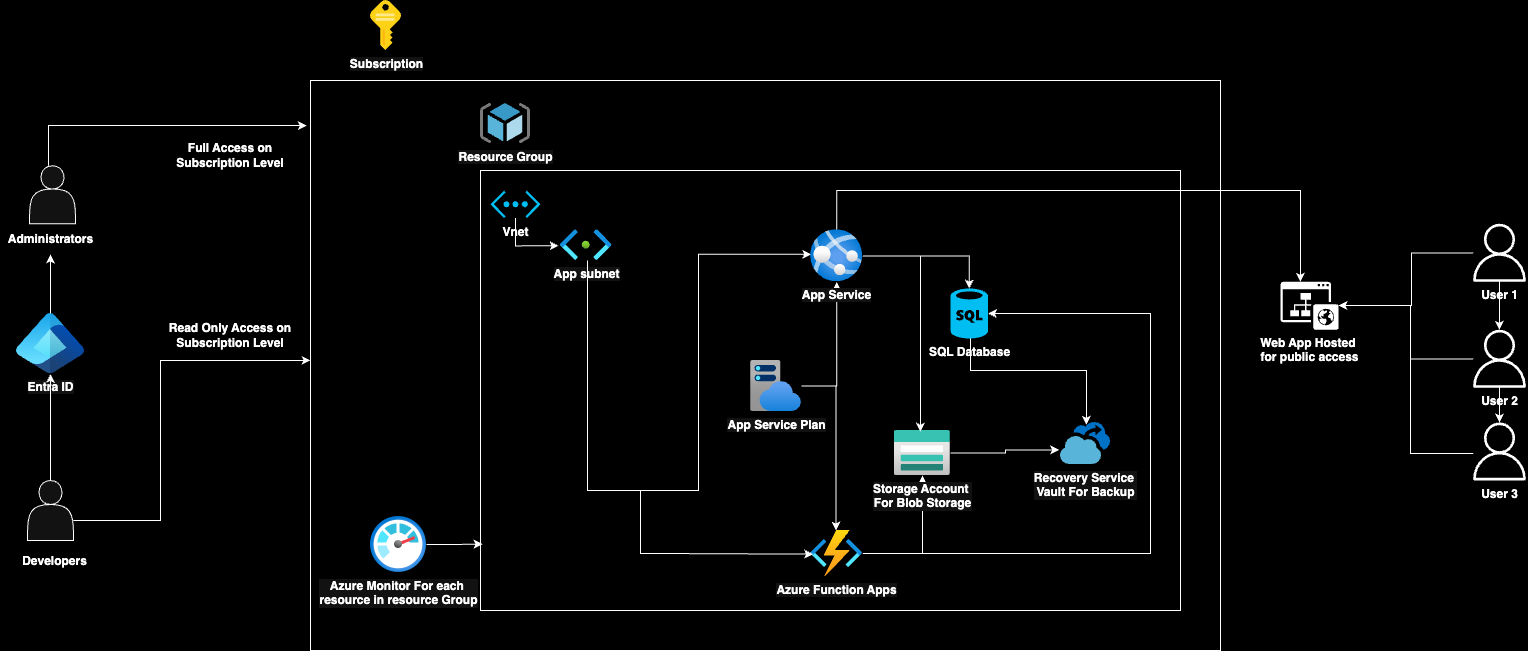 Subscription
Resource Group
Full Access on
Subscription Level
Administrators
Vnet
App subnet
App Service
SQL
SQL Database
User 1
Web App Hosted
for public access
Read Only Access on
Subscription Level
Entra ID
User 2
App Service Plan
Storage Account
For Blob Storage
Recovery Service
Vault For Backup
User 3
Developers
Azure Monitor For each
resource in resource Group
Azure Function Apps